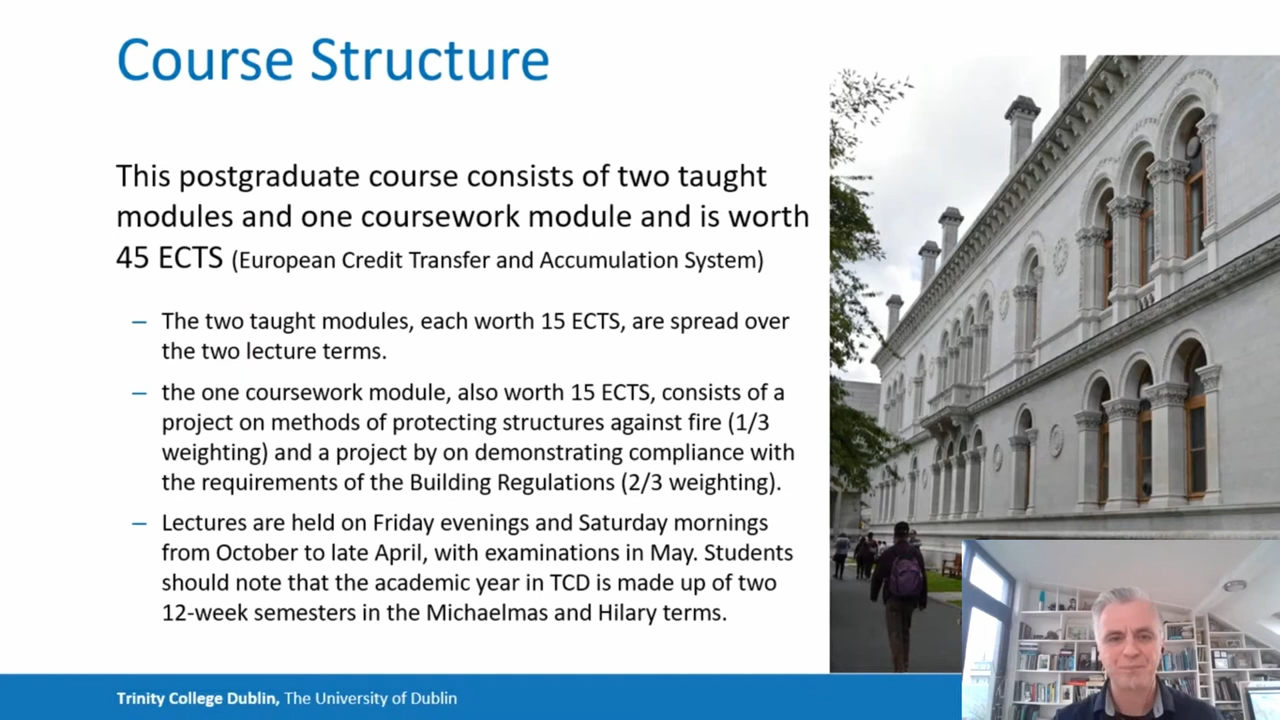 Course Structure
This postgraduate course consists of two taught
modules and one coursework module and is worth
45 ECTS (European Credit Transfer and Accumulation System)
– The two taught modules, each worth 15 ECTS, are spread over
the two lecture terms.
– the one coursework module, also worth 15 ECTS, consists of a
project on methods of protecting structures against fire (1/3
weighting) and a project by on demonstrating compliance with
the requirements of the Building Regulations (2/3 weighting).
– Lectures are held on Friday evenings and Saturday mornings
from October to late April, with examinations in May. Students
should note that the academic year in TCD is made up of two
12-week semesters in the Michaelmas and Hilary terms.
Trinity College Dublin, The University of Dublin